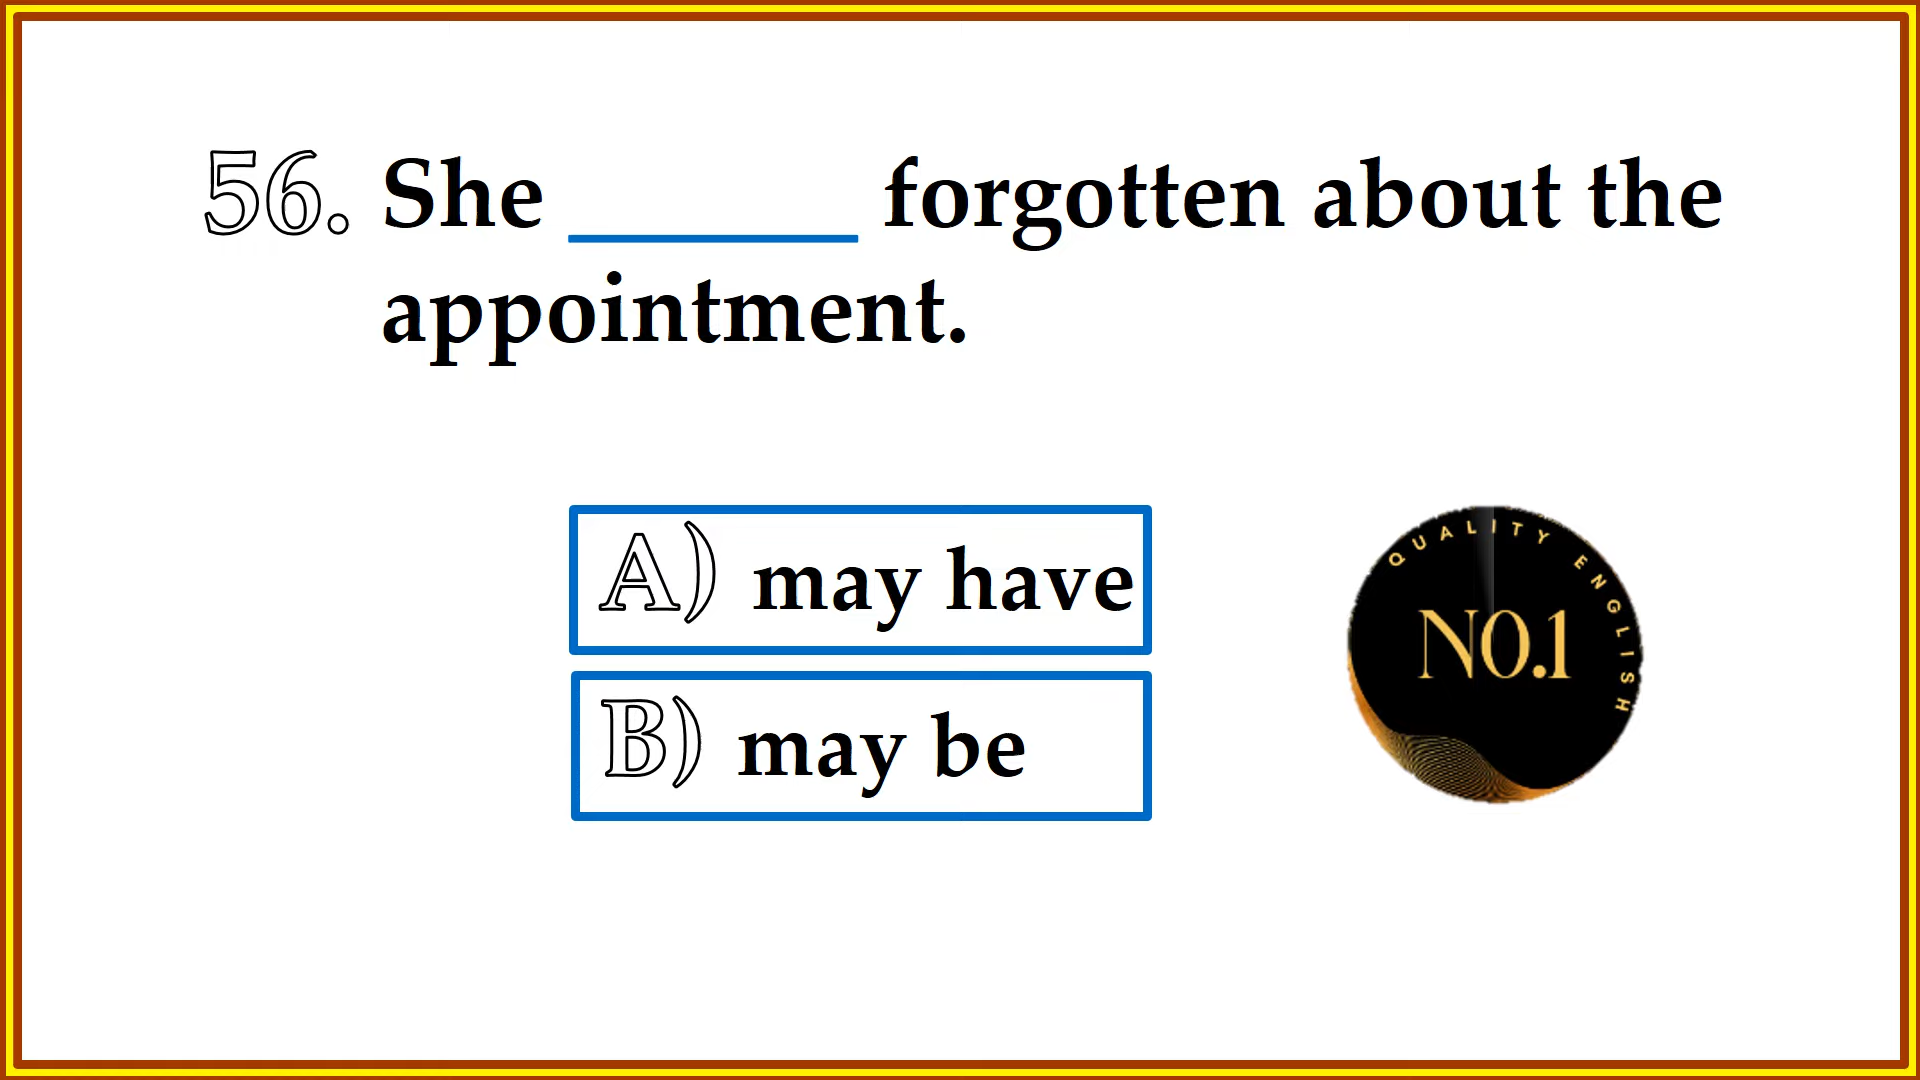 56. She ______ forgotten about the
appointment.
A) may have
B) may be
QUALITY ENGLISH
NO.1